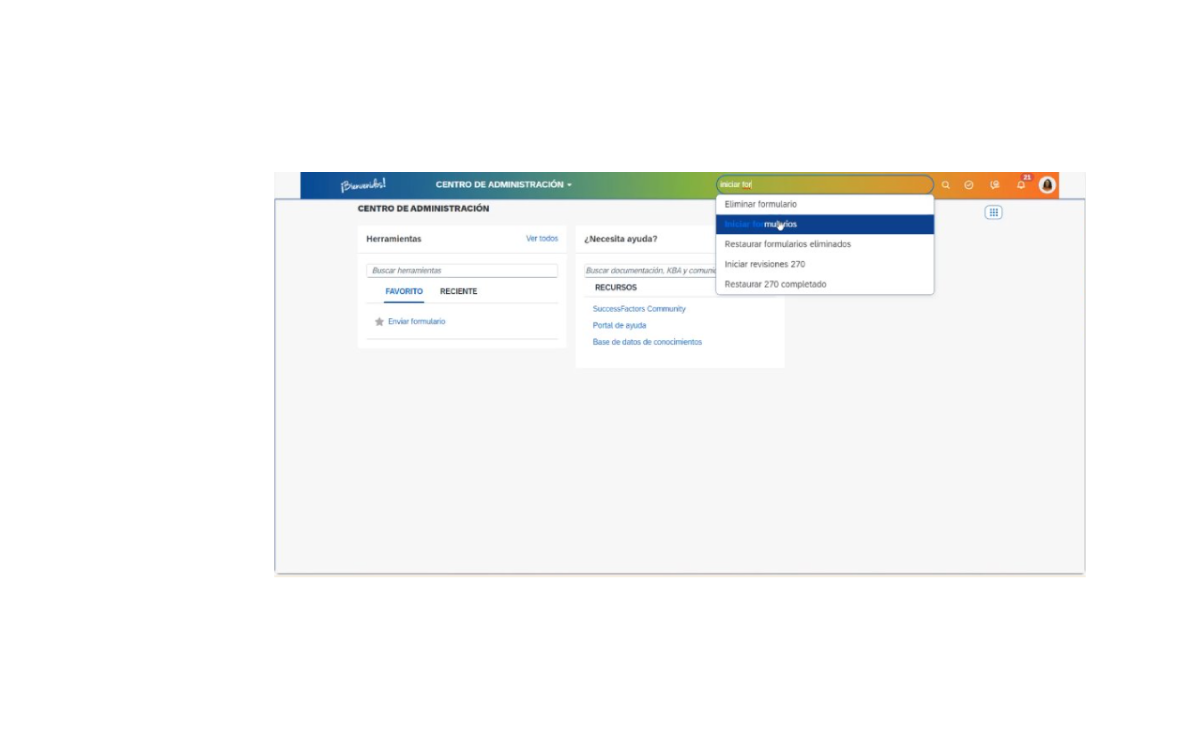 ¡Bienvenidos!
CENTRO DE ADMINISTRACIÓN
iniciar for
21
CENTRO DE ADMINISTRACIÓN
Eliminar formulario
Iniciar formularios
Restaurar formularios eliminados
Iniciar revisiones 270
Restaurar 270 completado
Herramientas
Ver todos
Buscar herramientas
FAVORITO RECIENTE
Enviar formulario
¿Necesita ayuda?
Buscar documentación, KBA y comuni
RECURSOS
SuccessFactors Community
Portal de ayuda
Base de datos de conocimientos